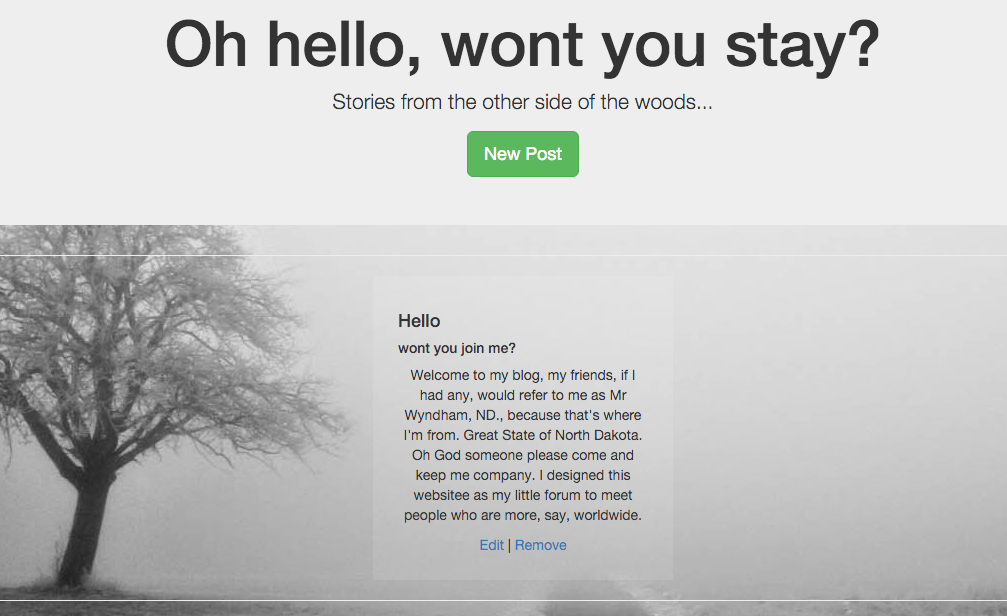 Oh hello, wont you stay?
Stories from the other side of the woods...
New Post
Hello
wont you join me?
Welcome to my blog, my friends, if I
had any, would refer to me as Mr
Wyndham, ND., because that's where
I'm from. Great State of North Dakota.
Oh God someone please come and
keep me company. I designed this
websitee as my little forum to meet
people who are more, say, worldwide.
Edit | Remove